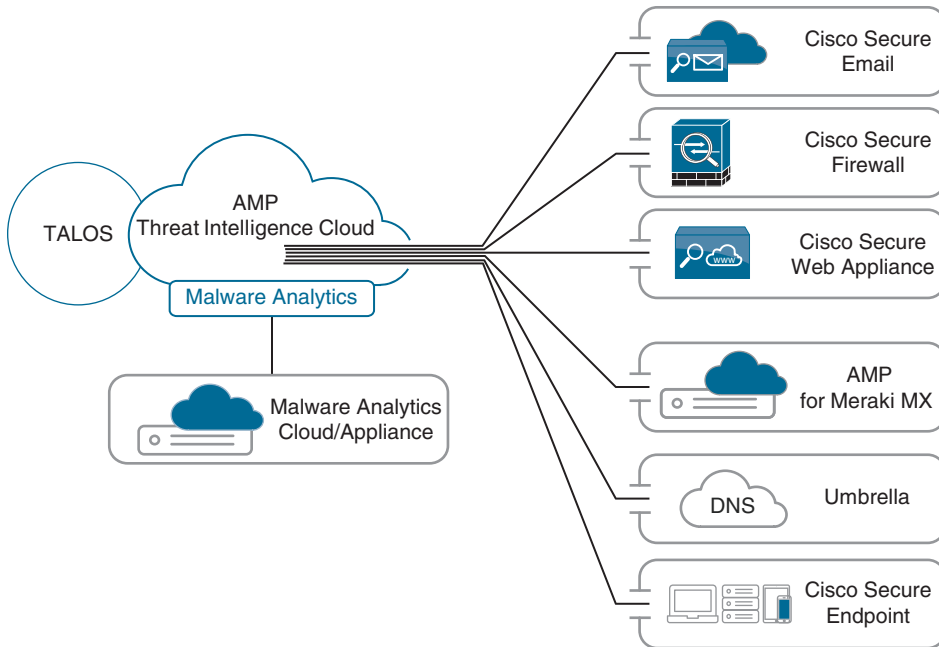 TALOS
AMP
Threat Intelligence Cloud
Malware Analytics
Malware Analytics
Cloud/Appliance
Cisco Secure
Email
Cisco Secure
Firewall
www
Cisco Secure
Web Appliance
AMP
for Meraki MX
DNS
Umbrella
Cisco Secure
Endpoint